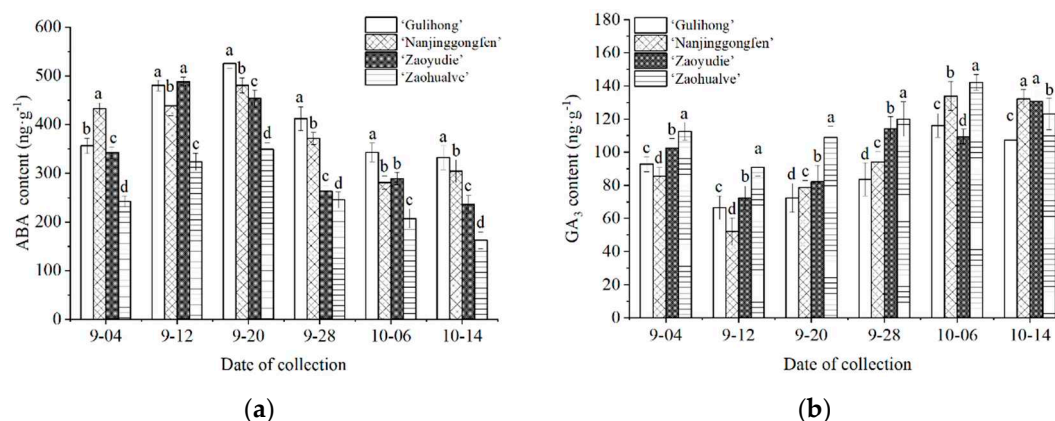 600
500
400
300
200
100
0
ABA content (ng·g-1)
'Gulihong'
'Nanjinggongfen'
'Zaoyudie'
'Zaohualve'
b a c d
a b a c
a b c d
a b c c
a b b c
a b c d
9-04 9-12 9-20 9-28 10-06 10-14
Date of collection
(a)
180
160
140
120
100
80
60
40
20
0
GA3 content (ng·g-1)
'Gulihong'
'Nanjinggongfen'
'Zaoyudie'
'Zaohualve'
c d b a
c d b a
c b b a
d c b a
c b d a
c a a b
9-04 9-12 9-20 9-28 10-06 10-14
Date of collection
(b)